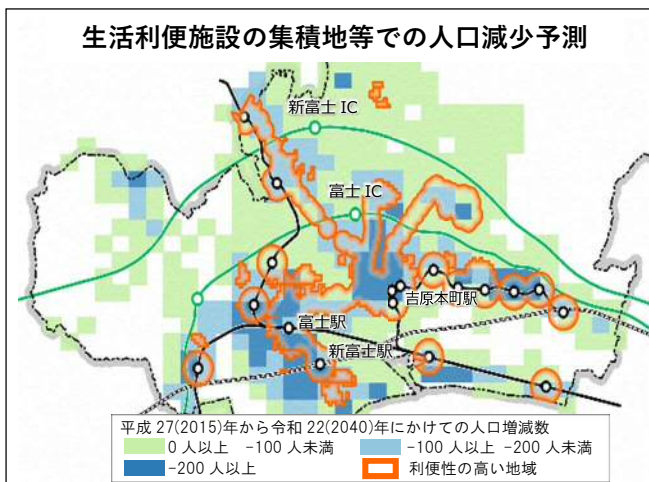 生活利便施設の集積地等での人口減少予測
新富士 IC
富士 IC
吉原本町駅
富士駅
新富士駅
平成 27(2015)年から令和 22(2040)年にかけての人口増減数
0 人以上 -100 人未満
-100 人以上 -200 人未満
-200 人以上
利便性の高い地域